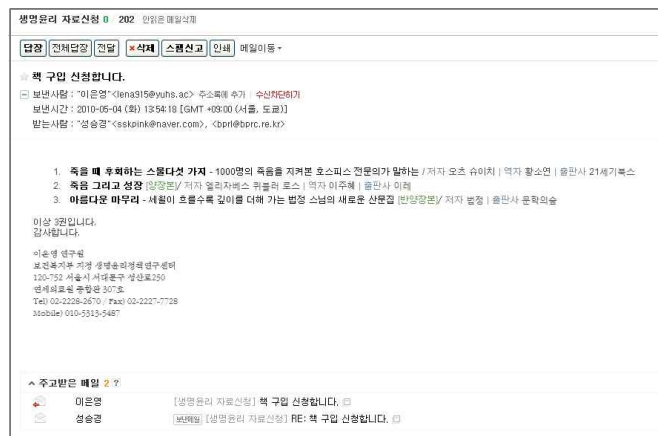 생명윤리 자료신청 0 / 202 안읽은 메일삭제
답장 전체답장 전달 ×삭제 스팸신고 인쇄 메일이동▾
☆ 책 구입 신청합니다.
보낸사람 : "이은영"<lena915@yuhs.ac> 주소록에 추가 | 수신차단하기
보낸시간 : 2010-05-04 (화) 13:54:18 [GMT +09:00 (서울, 도쿄)]
받는사람 : "성승경"<sskpink@naver.com>, <bprl@bprc.re.kr>
1. 죽을 때 후회하는 스물다섯 가지 - 1000명의 죽음을 지켜본 호스피스 전문의가 말하는 / 저자 오츠 슈이치 | 역자 황소연 | 출판사 21세기북스
2. 죽음 그리고 성장 [양장본]/ 저자 엘리자베스 퀴블러 로스 | 역자 이주혜 | 출판사 이레
3. 아름다운 마무리 - 세월이 흐를수록 깊이를 더해 가는 법정 스님의 새로운 산문집 [반양장본]/ 저자 법정 | 출판사 문학의숲
이상 3권입니다.
감사합니다.
이은영 연구원
보건복지부 지정 생명윤리정책연구센터
120-752 서울시 서대문구 성산로250
연세의료원 종합관 307호
Tel) 02-2228-2670 / Fax) 02-2227-7728
Mobile) 010-5313-5487
주고받은 메일 2 ?
이은영 [생명윤리 자료신청] 책 구입 신청합니다.
성승경 보낸메일 [생명윤리 자료신청] RE: 책 구입 신청합니다.